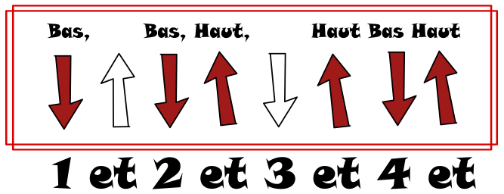 Bas, Bas, Haut, Haut Bas Haut
1 et 2 et 3 et 4 et